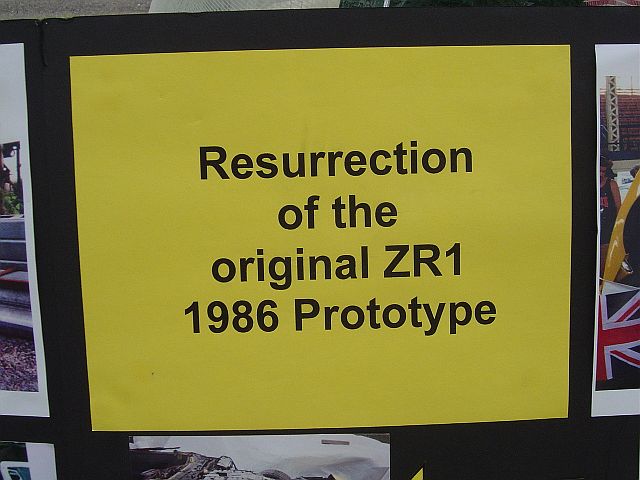 Resurrection
of the
original ZR1
1986 Prototype